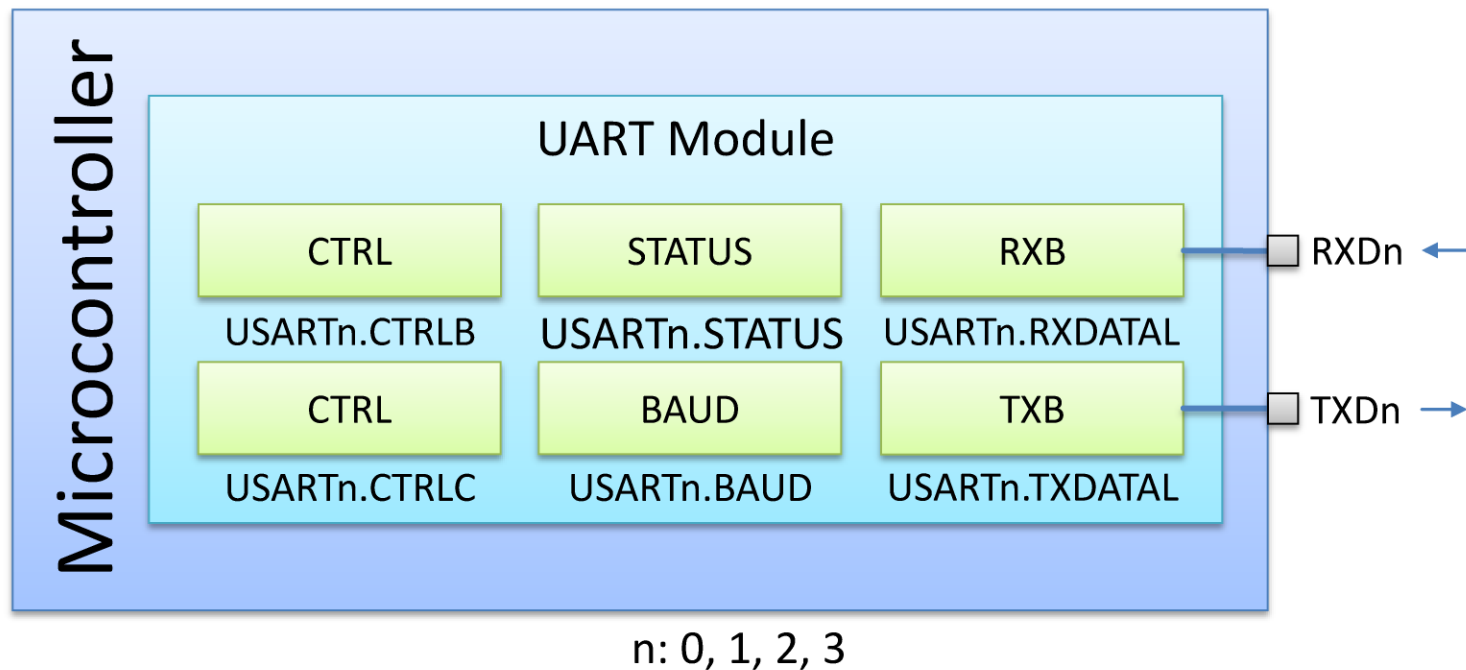 Microcontroller
UART Module
CTRL
STATUS
RXB
RXDn
USARTn.CTRLB
USARTn.STATUS
USARTn.RXDATAL
CTRL
BAUD
TXB
TXDn
USARTn.CTRLC
USARTn.BAUD
USARTn.TXDATAL
n: 0, 1, 2, 3